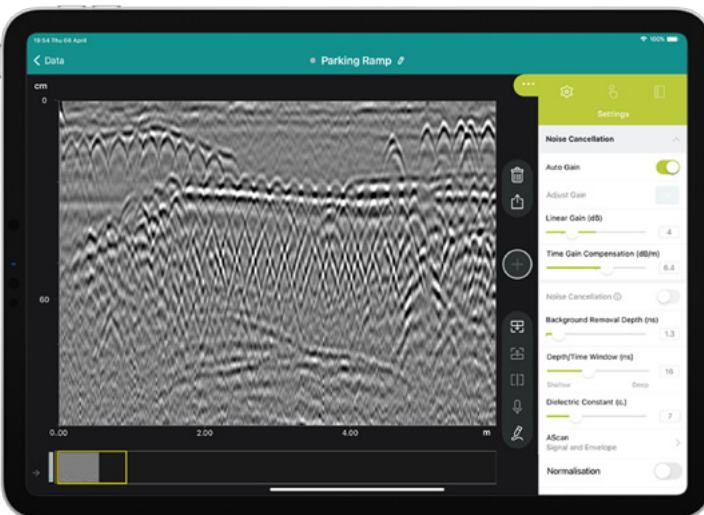 19:54 Thu 06 April
100%
Data
Parking Ramp
Settings
cm
0
60
0.00 2.00 4.00 m
Noise Cancellation
Auto Gain
Adjust Gain
Linear Gain (dB)
4
Time Gain Compensation (dB/m)
6.4
Noise Cancellation
Background Removal Depth (ns)
1.3
Depth/Time Window (ns)
16
Shallow Deep
Dielectric Constant (εᵣ)
7
AScan
Signal and Envelope
Normalisation